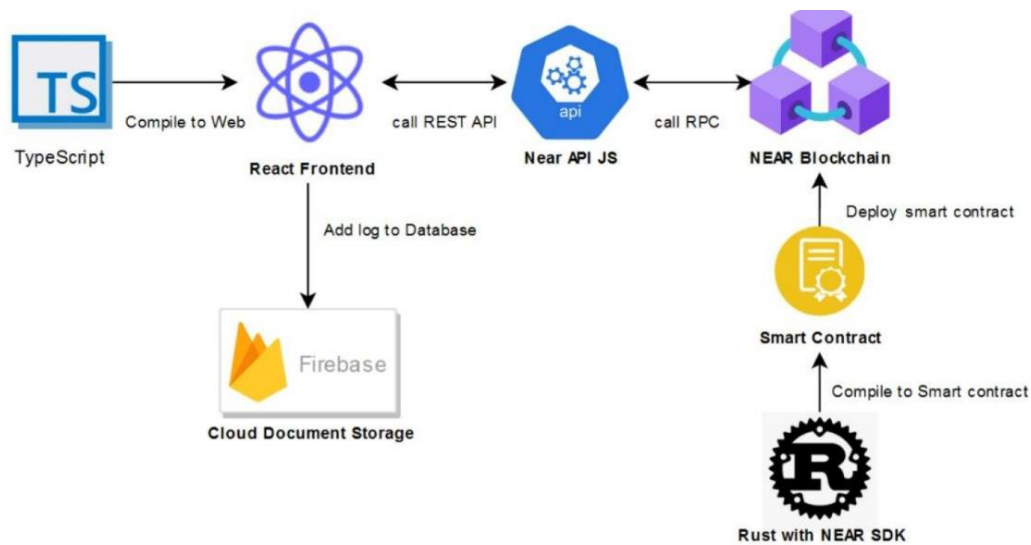 TS
TypeScript
Compile to Web
React Frontend
call REST API
api
Near API JS
call RPC
NEAR Blockchain
Deploy smart contract
Add log to Database
Firebase
Cloud Document Storage
Smart Contract
Compile to Smart contract
R
Rust with NEAR SDK